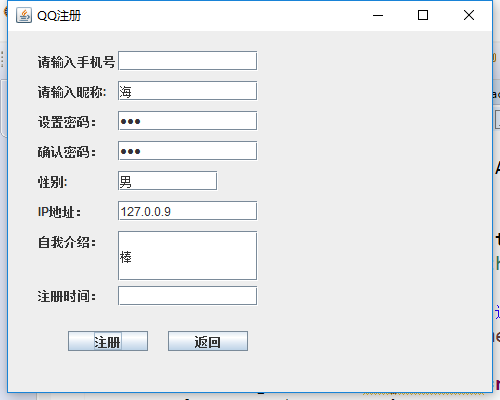 QQ注册
请输入手机号
请输入昵称: 海
设置密码： ●●●
确认密码： ●●●
性别: 男
IP地址： 127.0.0.9
自我介绍： 棒
注册时间：
注册 返回